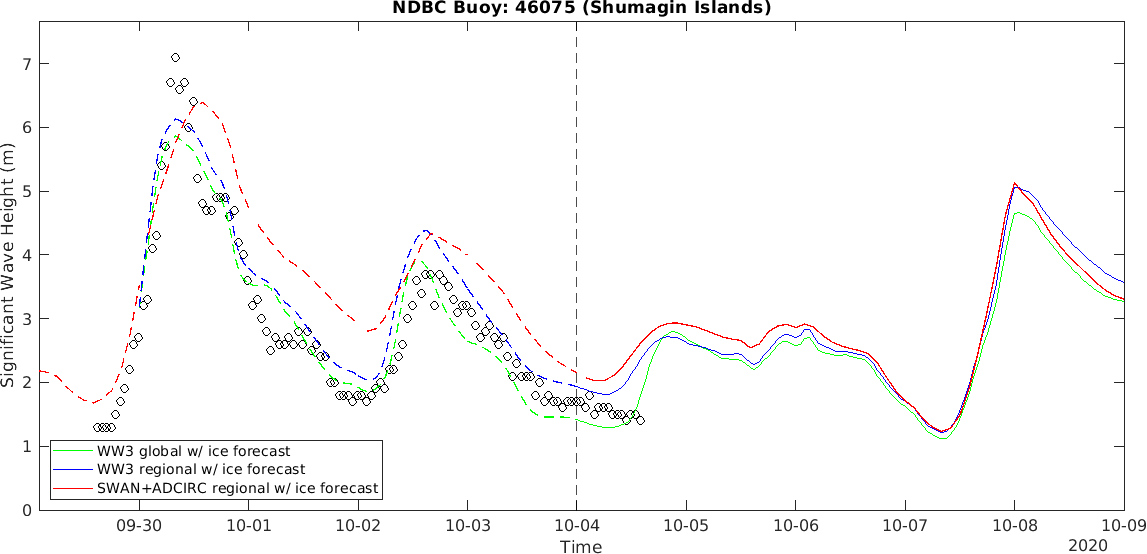 NDBC Buoy: 46075 (Shumagin Islands)
Significant Wave Height (m)
7
6
5
4
3
2
1
0
WW3 global w/ ice forecast
WW3 regional w/ ice forecast
SWAN+ADCIRC regional w/ ice forecast
09-30 10-01 10-02 10-03 10-04 10-05 10-06 10-07 10-08 10-09
Time
2020